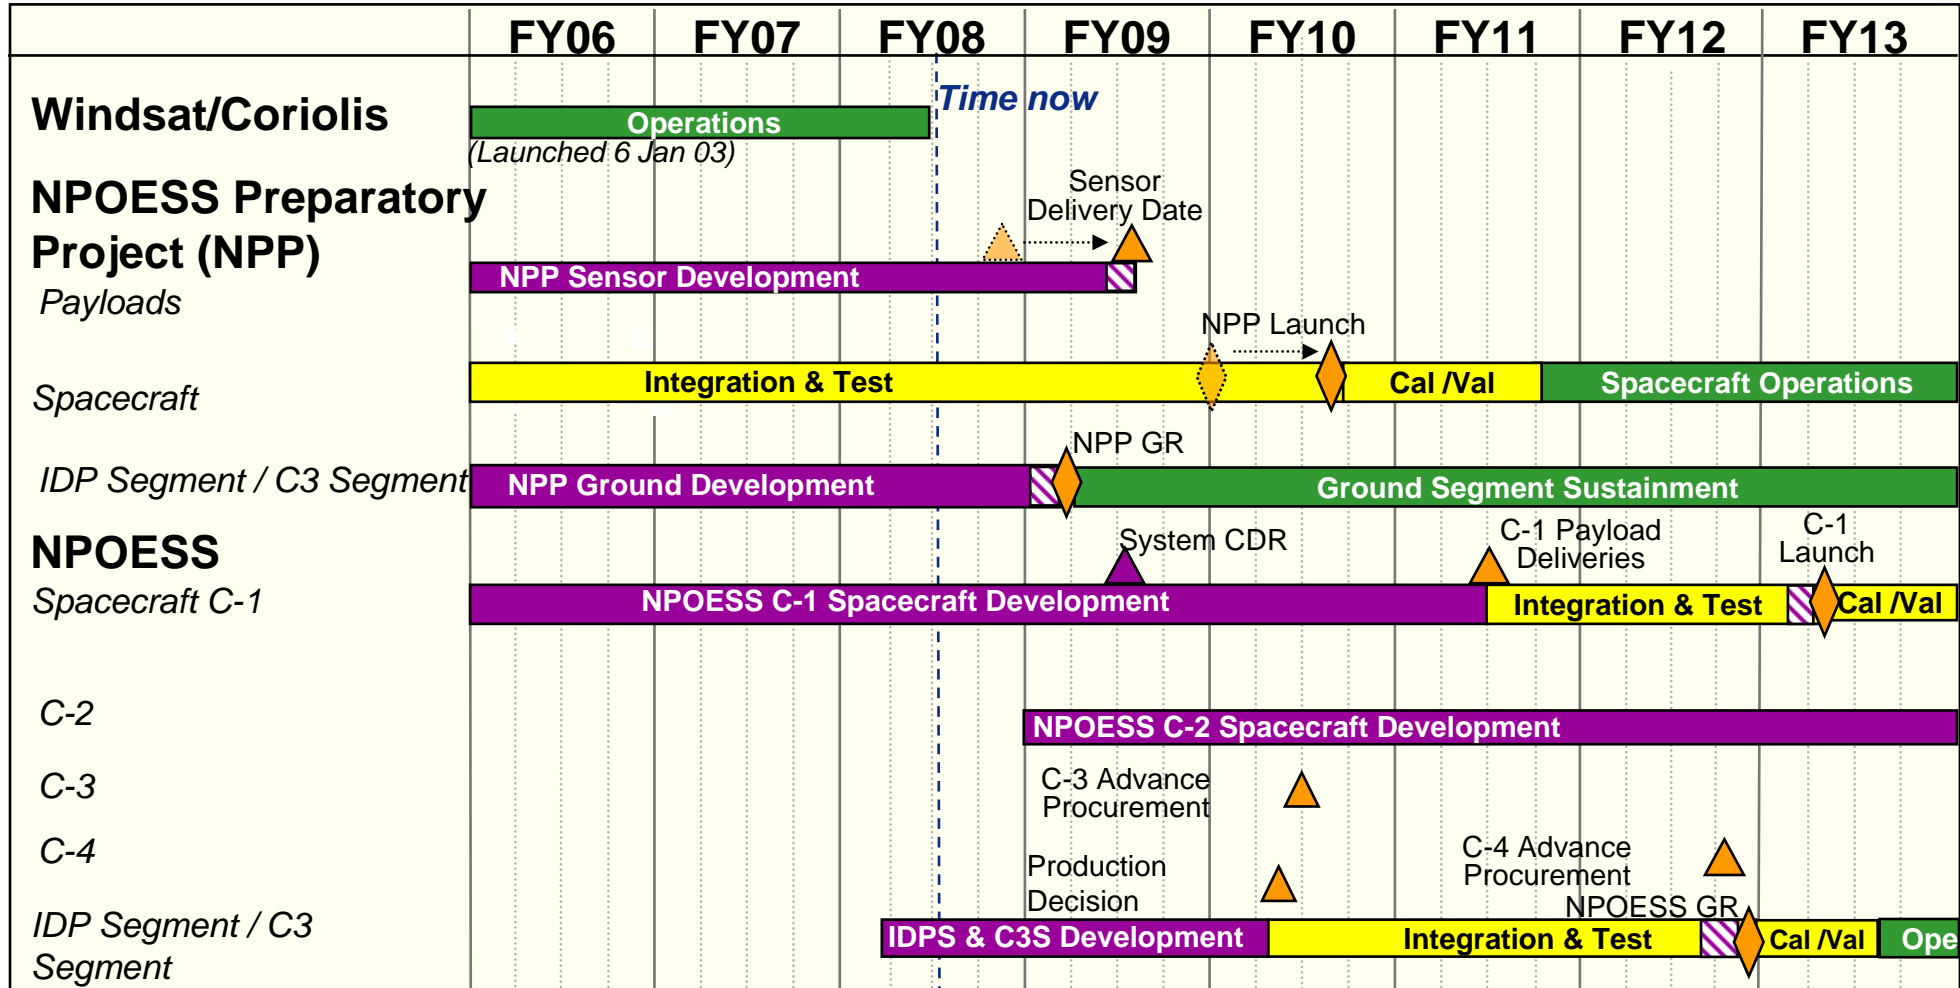 FY06 FY07 FY08 FY09 FY10 FY11 FY12 FY13
Time now
Windsat/Coriolis
Operations
(Launched 6 Jan 03)
NPOESS Preparatory
Project (NPP)
Sensor
Delivery Date
NPP Sensor Development
Payloads
NPP Launch
Integration & Test
Cal /Val
Spacecraft Operations
Spacecraft
NPP GR
IDP Segment / C3 Segment
NPP Ground Development
Ground Segment Sustainment
NPOESS
System CDR
C-1 Payload
Deliveries
C-1
Launch
Spacecraft C-1
NPOESS C-1 Spacecraft Development
Integration & Test
Cal /Val
C-2
NPOESS C-2 Spacecraft Development
C-3
C-3 Advance
Procurement
C-4
Production
Decision
C-4 Advance
Procurement
NPOESS GR
IDP Segment / C3
Segment
IDPS & C3S Development
Integration & Test
Cal /Val
Ope